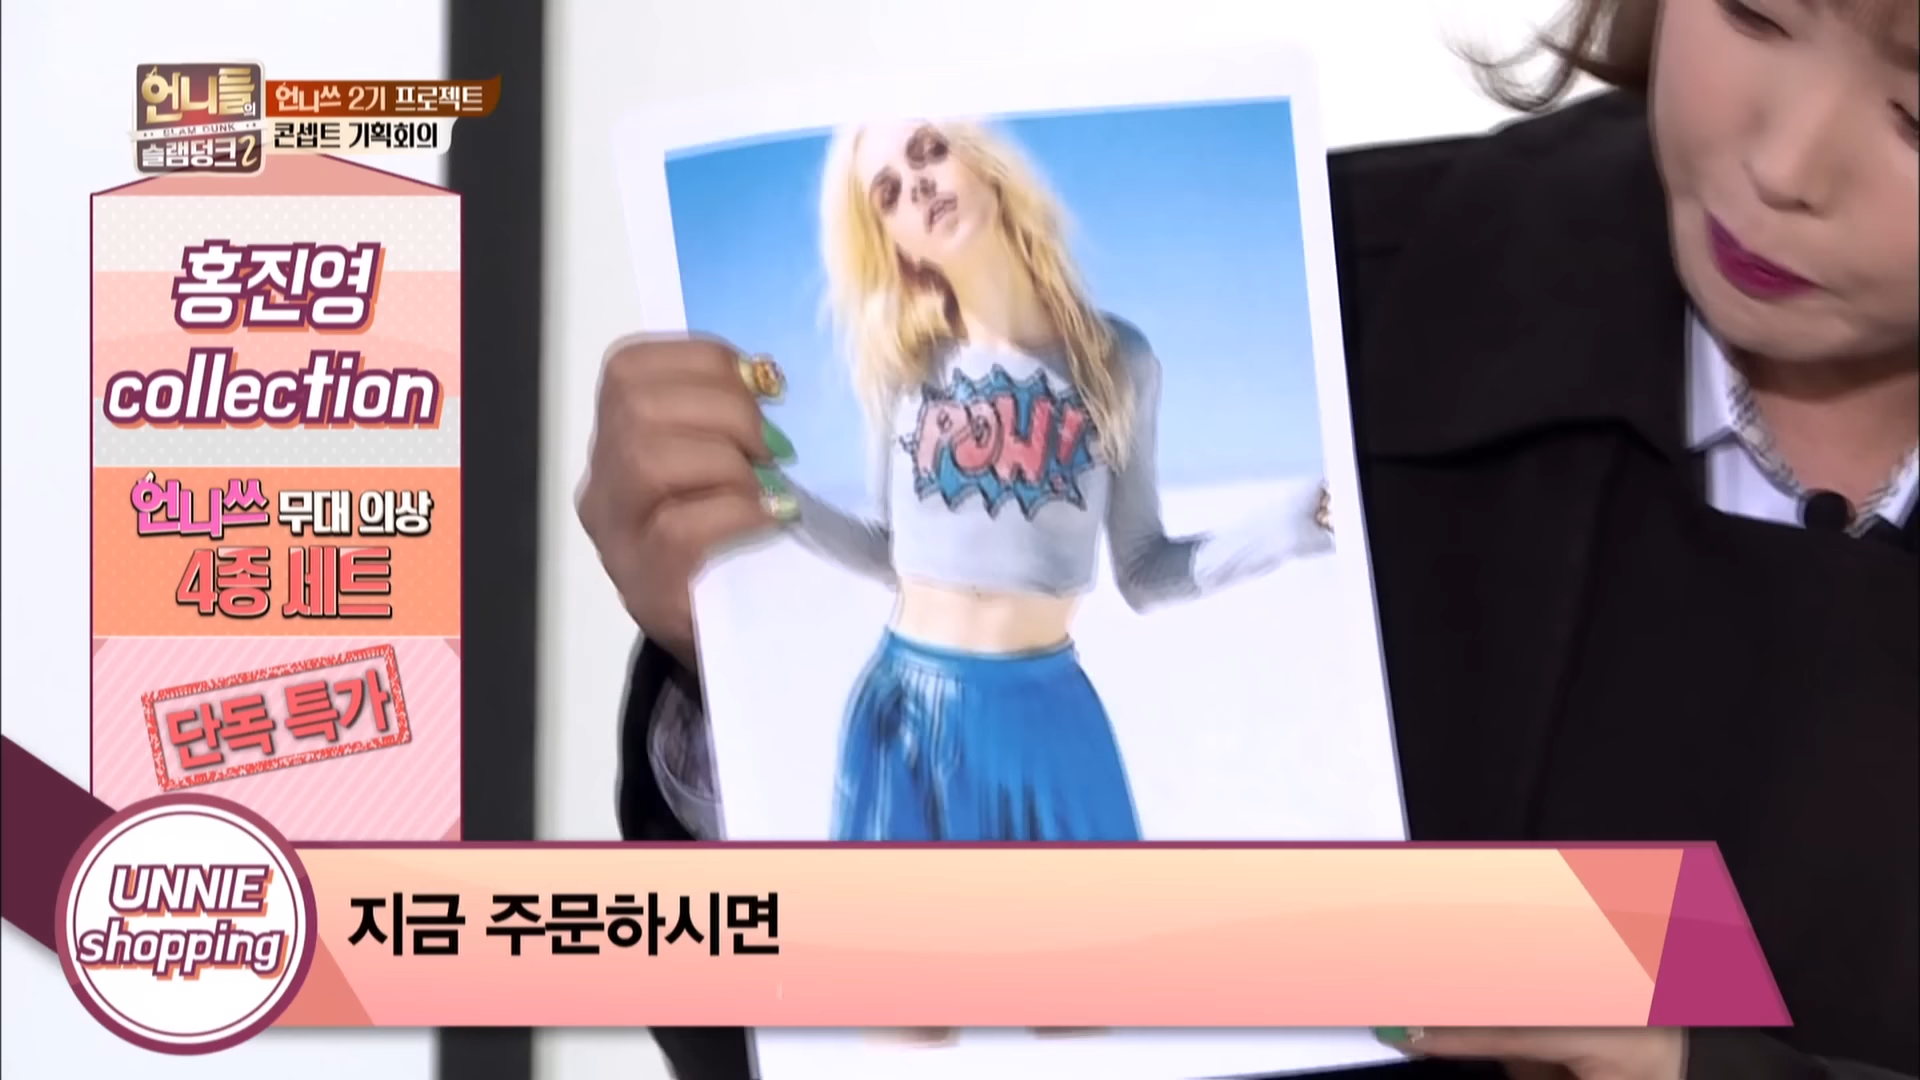 언니들의
SLAM DUNK
슬램덩크2
언니쓰 2기 프로젝트
콘셉트 기획회의
홍진영
collection
언니쓰 무대 의상
4종 세트
단독 특가
POW!
UNNIE
shopping
지금 주문하시면